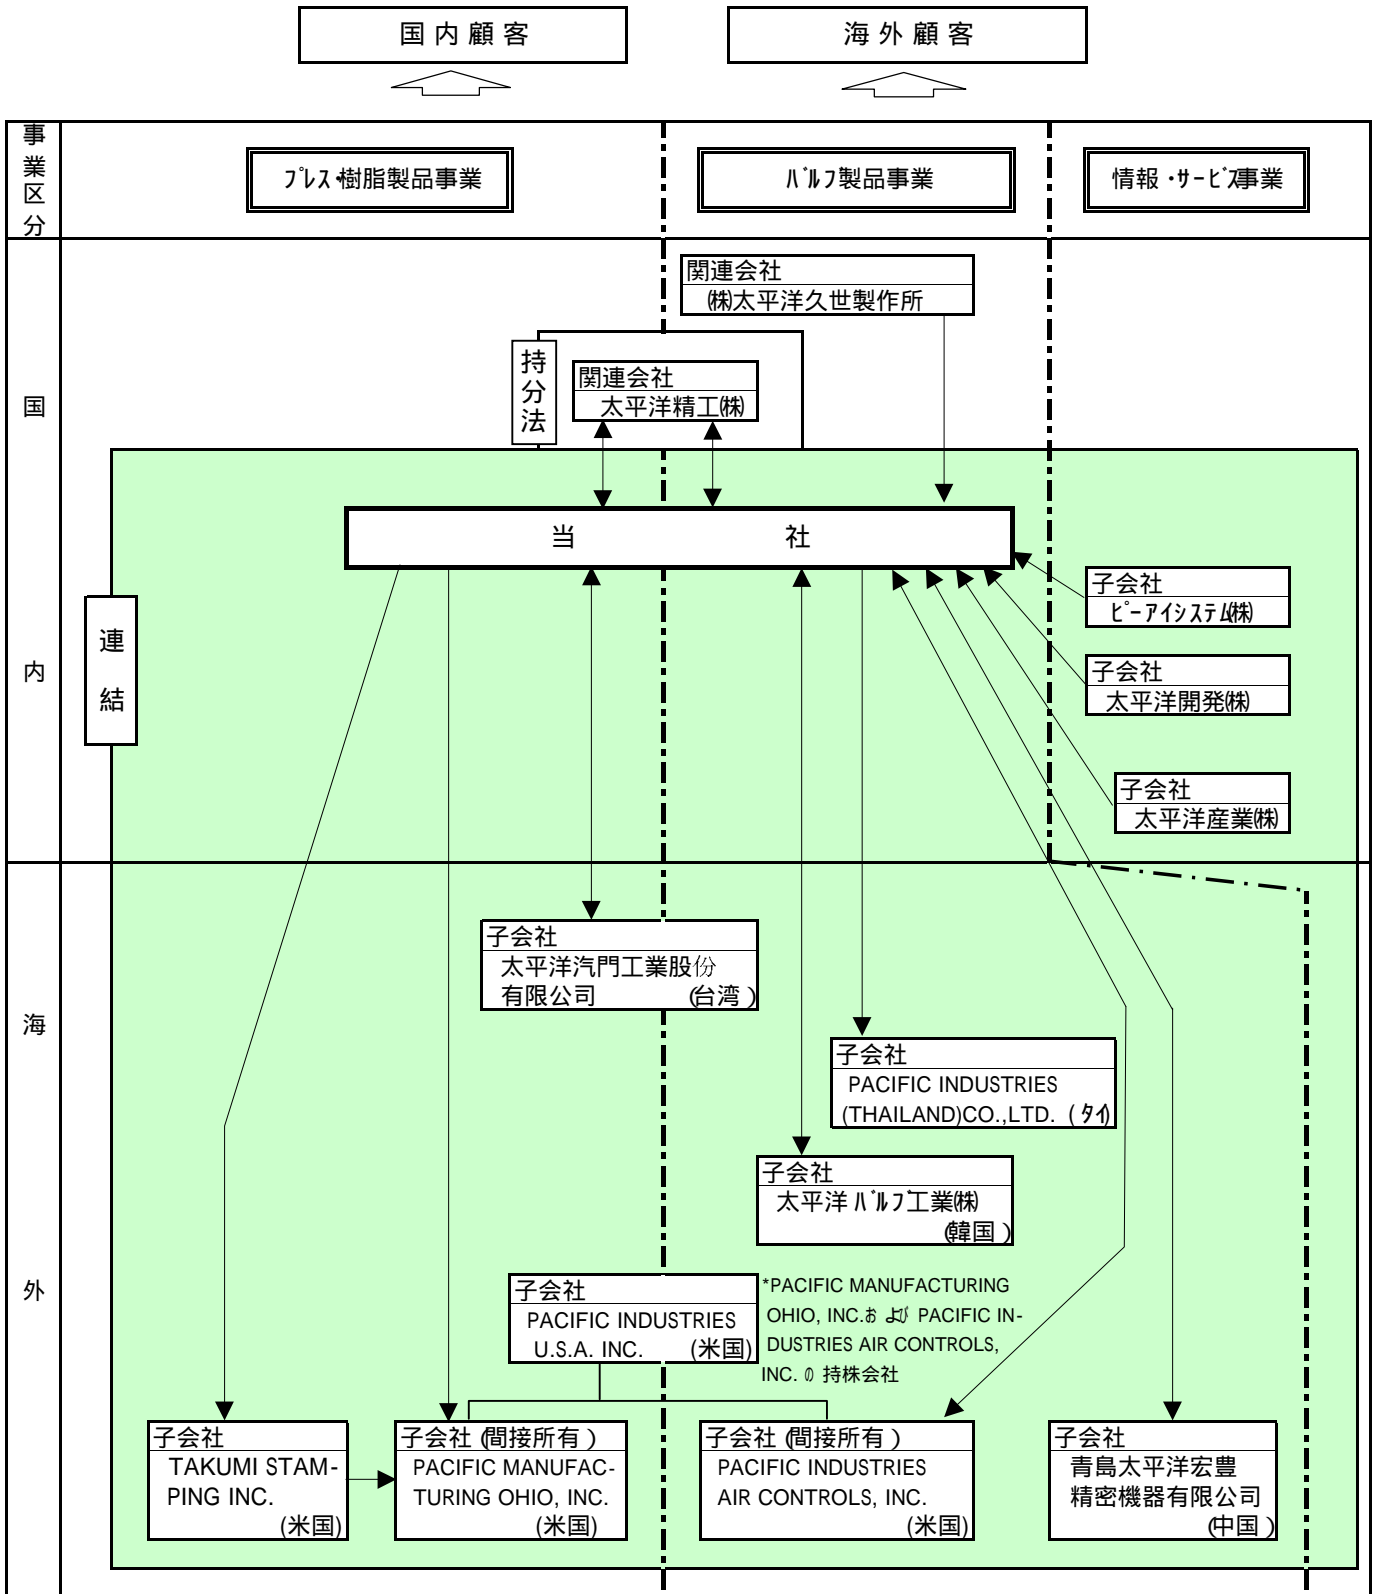 国内顧客
海外顧客
事業区分
プレス・樹脂製品事業
バルブ製品事業
情報・サービス事業
国内
関連会社
㈱太平洋久世製作所
持分法
関連会社
太平洋精工㈱
当社
連結
子会社
ピーアイシステム㈱
子会社
太平洋開発㈱
子会社
太平洋産業㈱
海外
子会社
太平洋汽門工業股份
有限公司 (台湾)
子会社
PACIFIC INDUSTRIES
(THAILAND)CO.,LTD. (タイ)
子会社
太平洋バルブ工業㈱
(韓国)
子会社
PACIFIC INDUSTRIES
U.S.A. INC. (米国)
*PACIFIC MANUFACTURING
OHIO, INC.および PACIFIC IN-
DUSTRIES AIR CONTROLS,
INC. の 持株会社
子会社
TAKUMI STAM-
PING INC.
(米国)
子会社(間接所有)
PACIFIC MANUFAC-
TURING OHIO, INC.
(米国)
子会社(間接所有)
PACIFIC INDUSTRIES
AIR CONTROLS, INC.
(米国)
子会社
青島太平洋宏豊
精密機器有限公司
(中国)